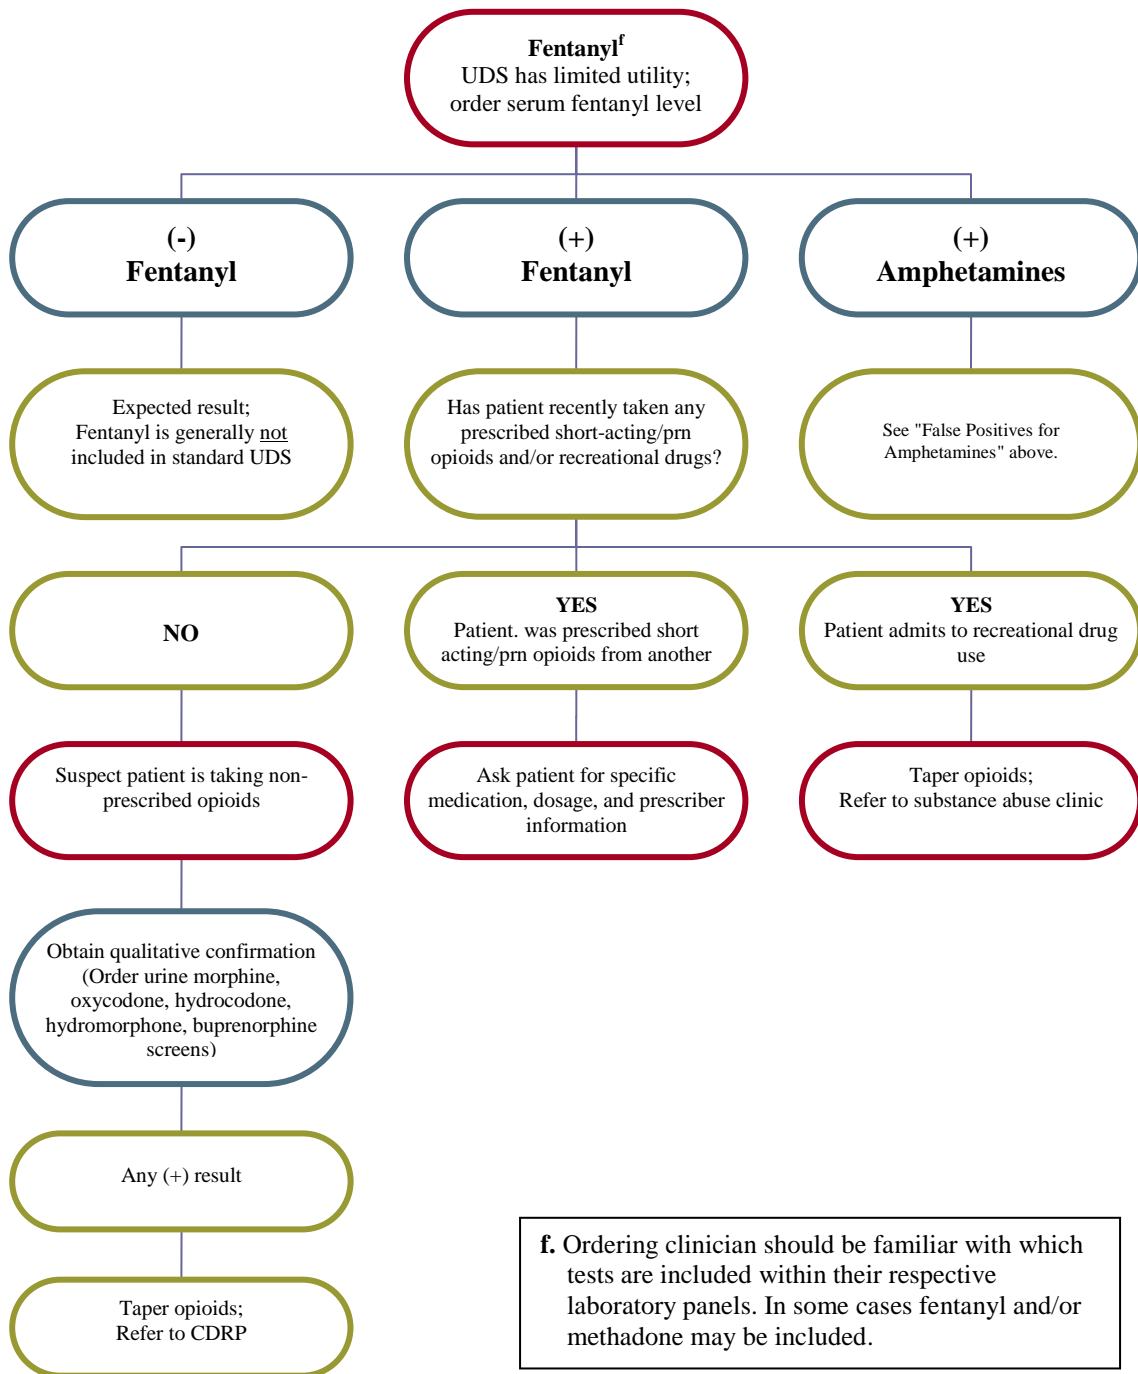 Fentanylᶠ
UDS has limited utility;
order serum fentanyl level
(-)
Fentanyl
(+)
Fentanyl
(+)
Amphetamines
Expected result;
Fentanyl is generally not
included in standard UDS
Has patient recently taken any
prescribed short-acting/prn
opioids and/or recreational drugs?
See "False Positives for
Amphetamines" above.
NO
YES
Patient. was prescribed short
acting/prn opioids from another
YES
Patient admits to recreational drug
use
Suspect patient is taking non-
prescribed opioids
Ask patient for specific
medication, dosage, and prescriber
information
Taper opioids;
Refer to substance abuse clinic
Obtain qualitative confirmation
(Order urine morphine,
oxycodone, hydrocodone,
hydromorphone, buprenorphine
screens)
Any (+) result
Taper opioids;
Refer to CDRP
f. Ordering clinician should be familiar with which
tests are included within their respective
laboratory panels. In some cases fentanyl and/or
methadone may be included.